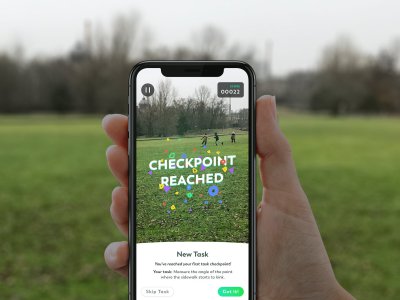 00022
CHECKPOINT
REACHED
New Task
You've reached your first task checkpoint!
Your task: Measure the angle of the point
where the sidewalk starts to sink.
Skip Task
Got it!